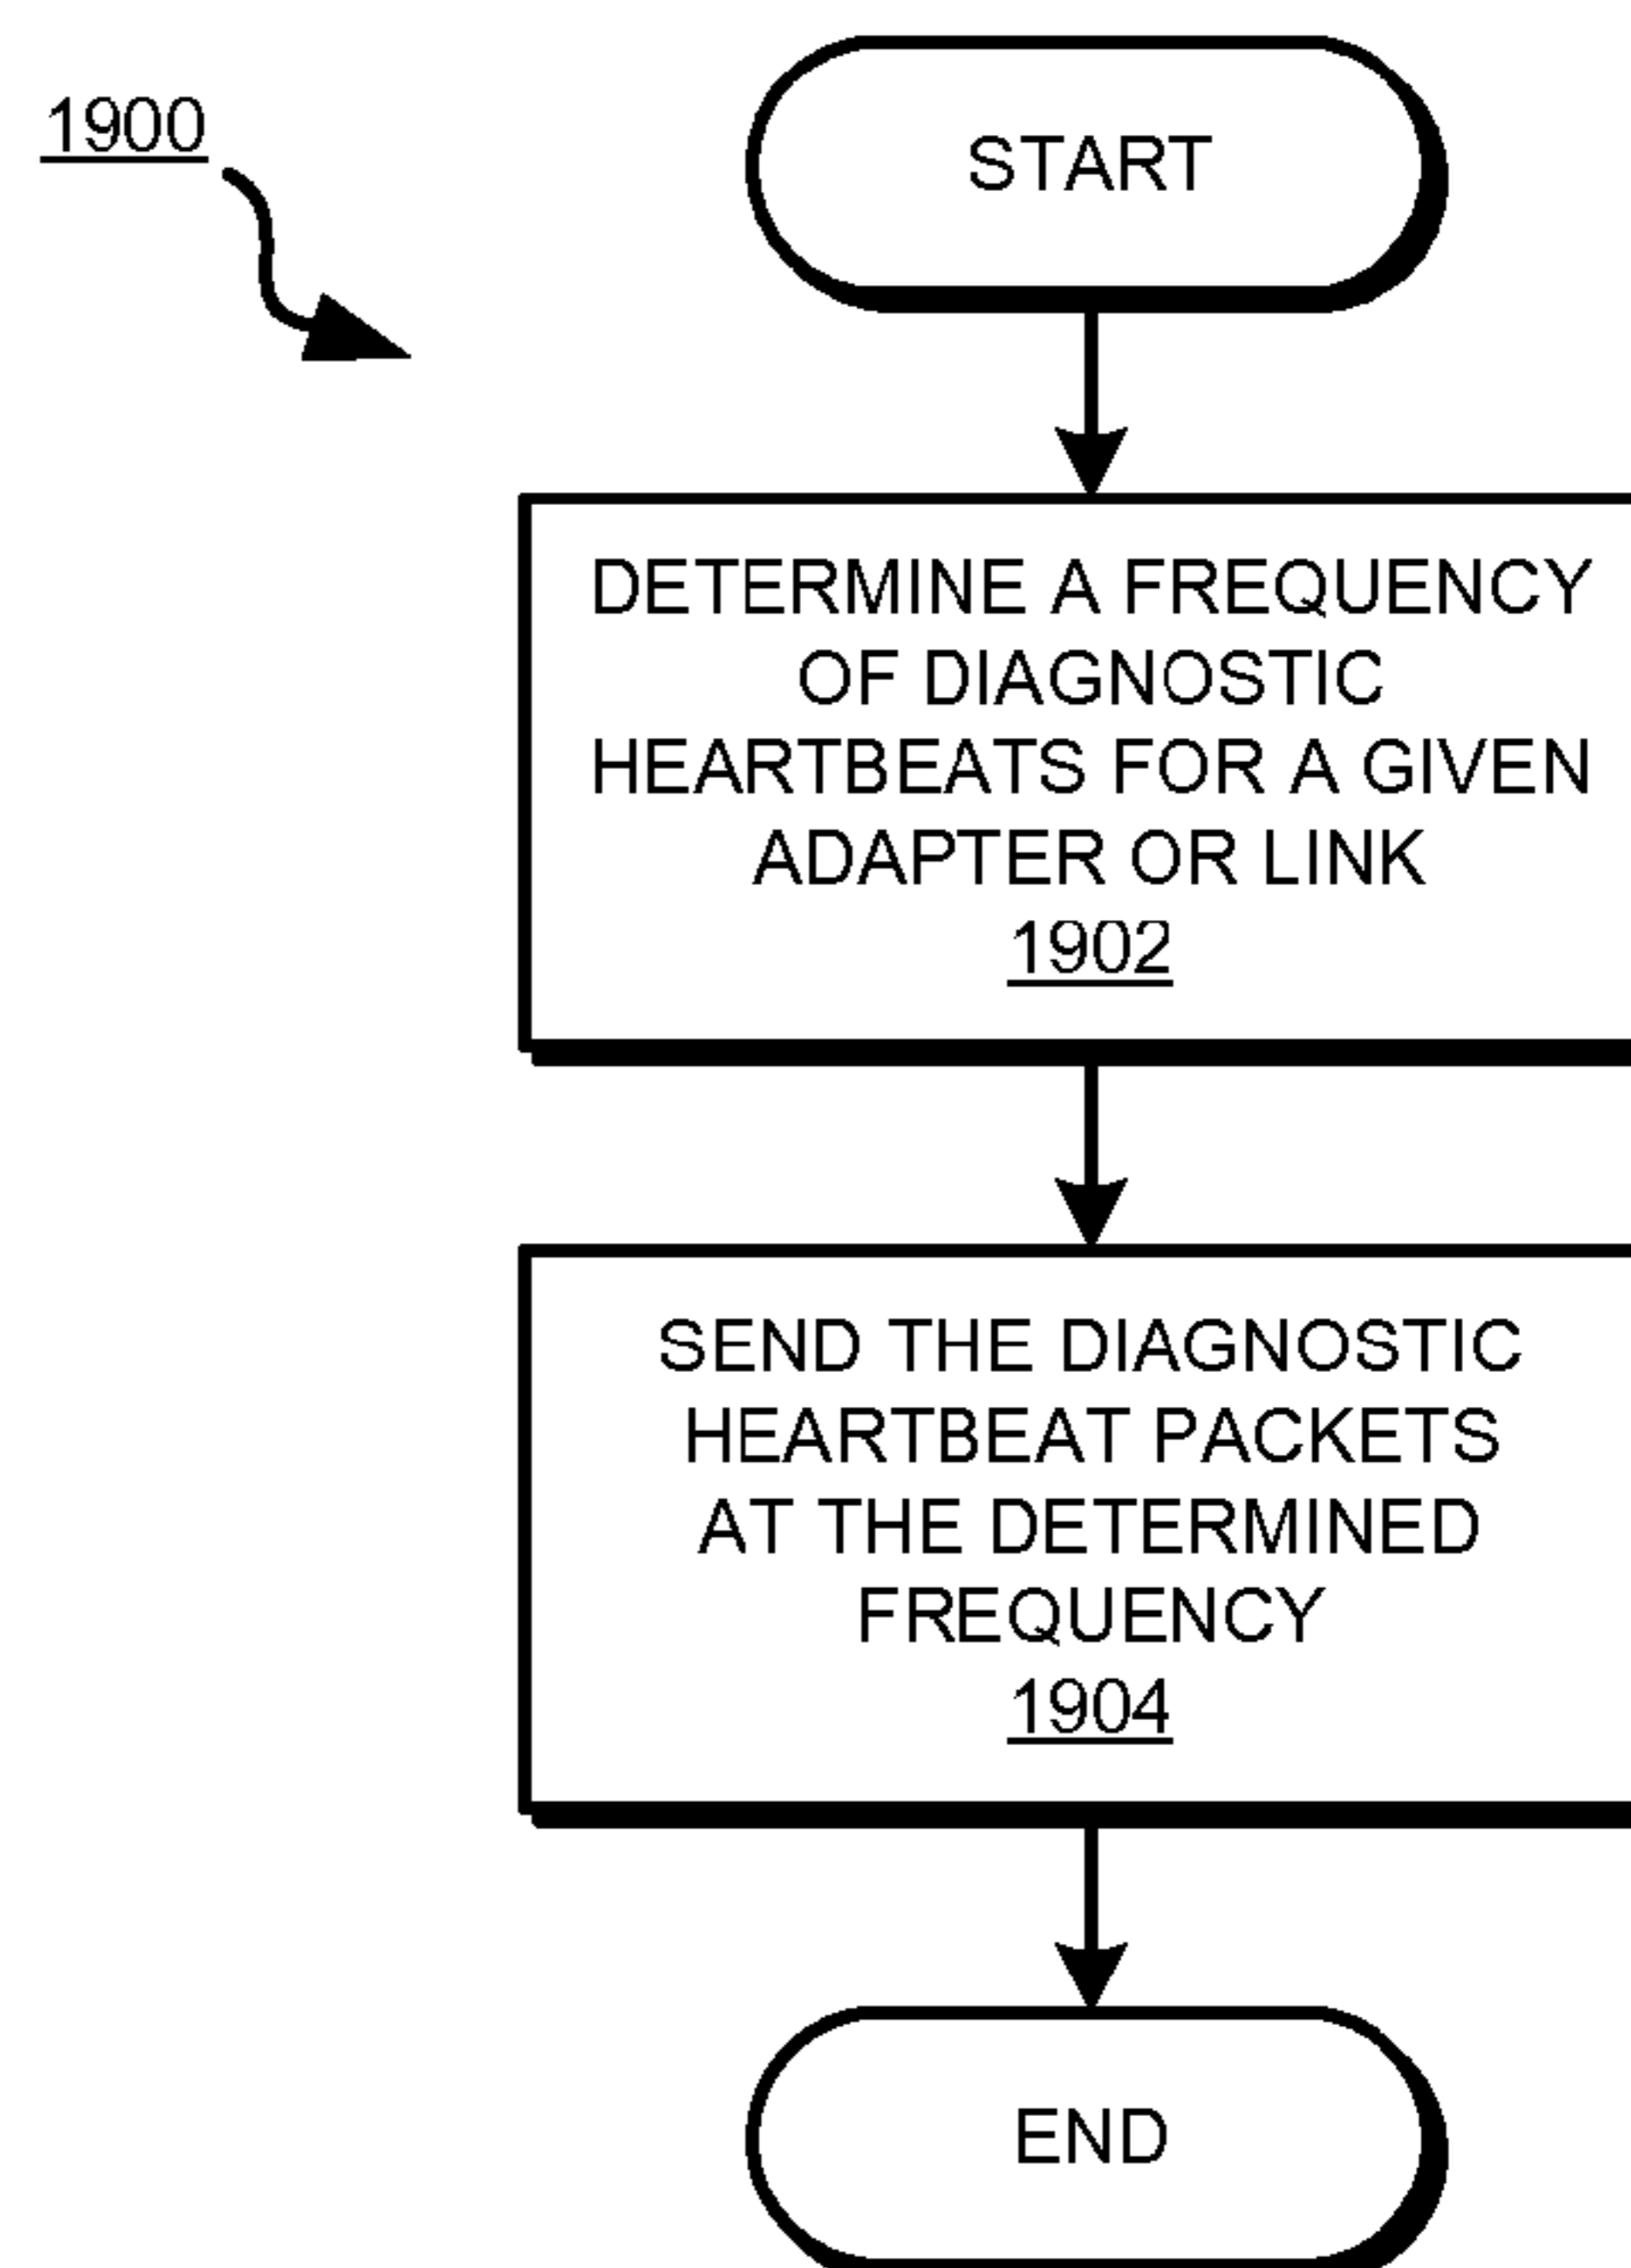 1900
START
DETERMINE A FREQUENCY
OF DIAGNOSTIC
HEARTBEATS FOR A GIVEN
ADAPTER OR LINK
1902
SEND THE DIAGNOSTIC
HEARTBEAT PACKETS
AT THE DETERMINED
FREQUENCY
1904
END